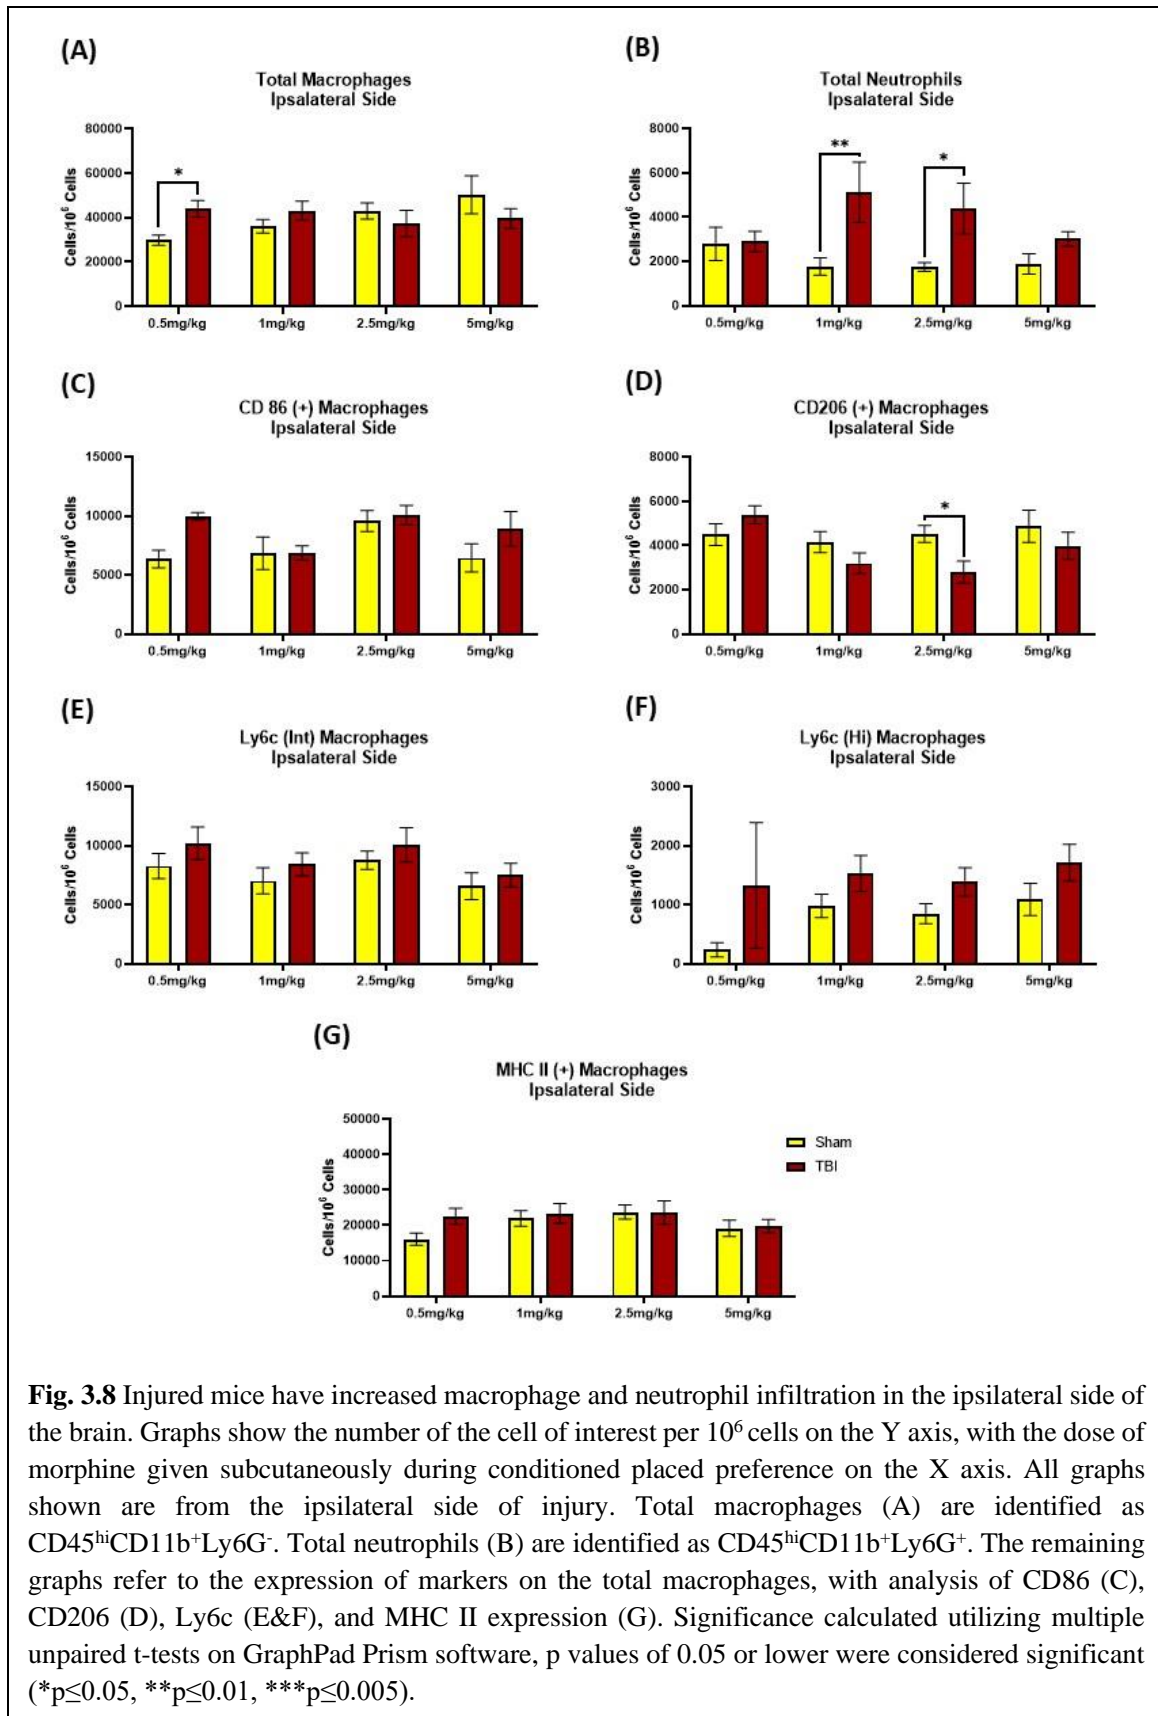 (A)
Total Macrophages
Ipsalateral Side
Cells/10⁶ Cells
80000
60000
40000
20000
0
*
0.5mg/kg 1mg/kg 2.5mg/kg 5mg/kg
(B)
Total Neutrophils
Ipsalateral Side
Cells/10⁶ Cells
8000
6000
4000
2000
0
** *
0.5mg/kg 1mg/kg 2.5mg/kg 5mg/kg
(C)
CD 86 (+) Macrophages
Ipsalateral Side
Cells/10⁶ Cells
15000
10000
5000
0
0.5mg/kg 1mg/kg 2.5mg/kg 5mg/kg
(D)
CD206 (+) Macrophages
Ipsalateral Side
Cells/10⁶ Cells
8000
6000
4000
2000
0
*
0.5mg/kg 1mg/kg 2.5mg/kg 5mg/kg
(E)
Ly6c (Int) Macrophages
Ipsalateral Side
Cells/10⁶ Cells
15000
10000
5000
0
0.5mg/kg 1mg/kg 2.5mg/kg 5mg/kg
(F)
Ly6c (Hi) Macrophages
Ipsalateral Side
Cells/10⁶ Cells
3000
2000
1000
0
0.5mg/kg 1mg/kg 2.5mg/kg 5mg/kg
(G)
MHC II (+) Macrophages
Ipsalateral Side
Cells/10⁶ Cells
50000
40000
30000
20000
10000
0
0.5mg/kg 1mg/kg 2.5mg/kg 5mg/kg
Sham
TBI
Fig. 3.8 Injured mice have increased macrophage and neutrophil infiltration in the ipsilateral side of
the brain. Graphs show the number of the cell of interest per 10⁶ cells on the Y axis, with the dose of
morphine given subcutaneously during conditioned placed preference on the X axis. All graphs
shown are from the ipsilateral side of injury. Total macrophages (A) are identified as
CD45ʰⁱCD11b⁺Ly6G⁻. Total neutrophils (B) are identified as CD45ʰⁱCD11b⁺Ly6G⁺. The remaining
graphs refer to the expression of markers on the total macrophages, with analysis of CD86 (C),
CD206 (D), Ly6c (E&F), and MHC II expression (G). Significance calculated utilizing multiple
unpaired t-tests on GraphPad Prism software, p values of 0.05 or lower were considered significant
(*p≤0.05, **p≤0.01, ***p≤0.005).